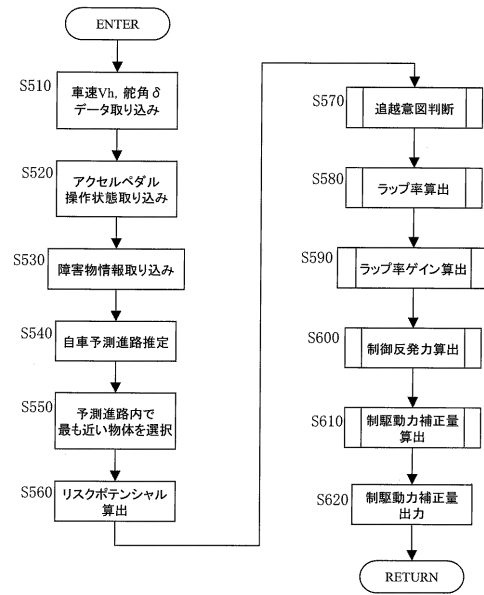 ENTER
S510
車速Vh, 舵角δ
データ取り込み
S520
アクセルペダル
操作状態取り込み
S530
障害物情報取り込み
S540
自車予測進路推定
S550
予測進路内で
最も近い物体を選択
S560
リスクポテンシャル
算出
S570
追越意図判断
S580
ラップ率算出
S590
ラップ率ゲイン算出
S600
制御反発力算出
S610
制駆動力補正量
算出
S620
制駆動力補正量
出力
RETURN